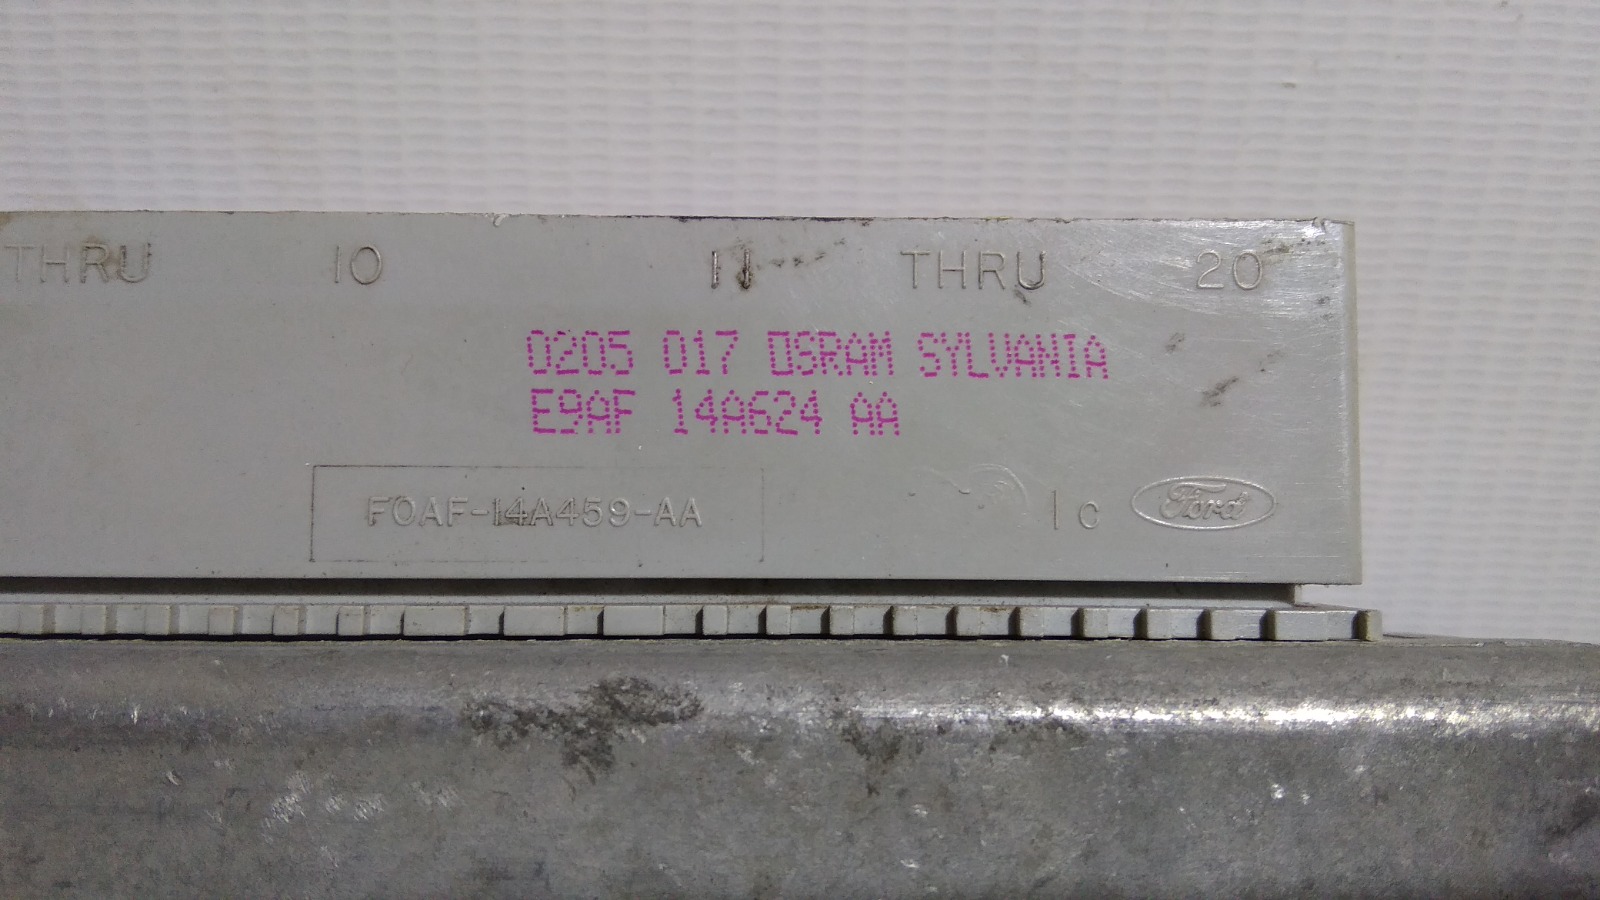 THRU 10 11 THRU 20
0205 017 OSRAM SYLVANIA
E9AF 14A624 AA
F0AF-14A459-AA
1c Ford